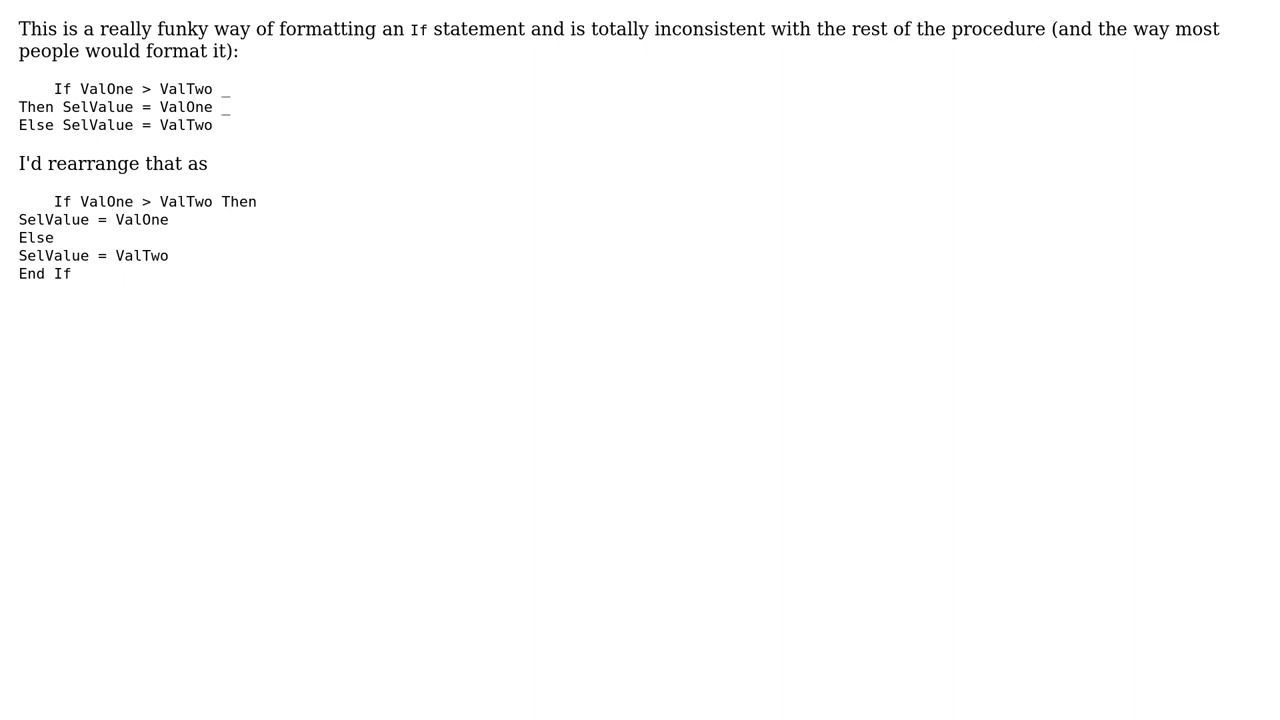 This is a really funky way of formatting an If statement and is totally inconsistent with the rest of the procedure (and the way most
people would format it):
    If ValOne > ValTwo _
Then SelValue = ValOne _
Else SelValue = ValTwo
I'd rearrange that as
    If ValOne > ValTwo Then
SelValue = ValOne
Else
SelValue = ValTwo
End If